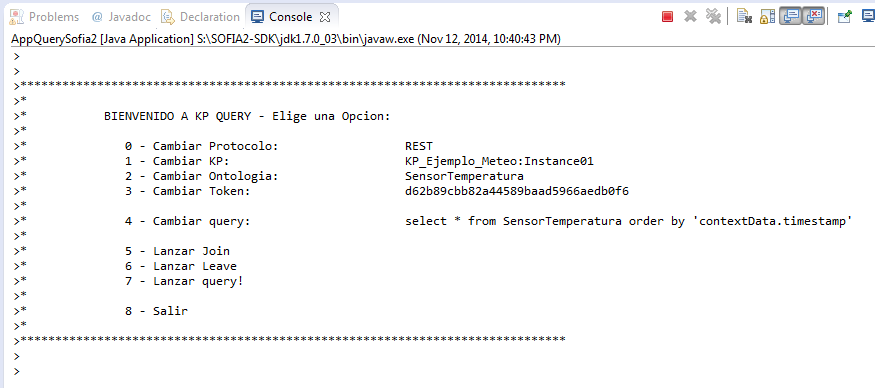 Problems @ Javadoc Declaration Console
AppQuerySofia2 [Java Application] S:\SOFIA2-SDK\jdk1.7.0_03\bin\javaw.exe (Nov 12, 2014, 10:40:43 PM)
>
>
>******************************************************************************
>*
>* BIENVENIDO A KP QUERY - Elige una Opcion:
>*
>* 0 - Cambiar Protocolo: REST
>* 1 - Cambiar KP: KP_Ejemplo_Meteo:Instance01
>* 2 - Cambiar Ontologia: SensorTemperatura
>* 3 - Cambiar Token: d62b89cbb82a44589baad5966aedb0f6
>*
>* 4 - Cambiar query: select * from SensorTemperatura order by 'contextData.timestamp'
>*
>* 5 - Lanzar Join
>* 6 - Lanzar Leave
>* 7 - Lanzar query!
>*
>* 8 - Salir
>*
>******************************************************************************
>
>